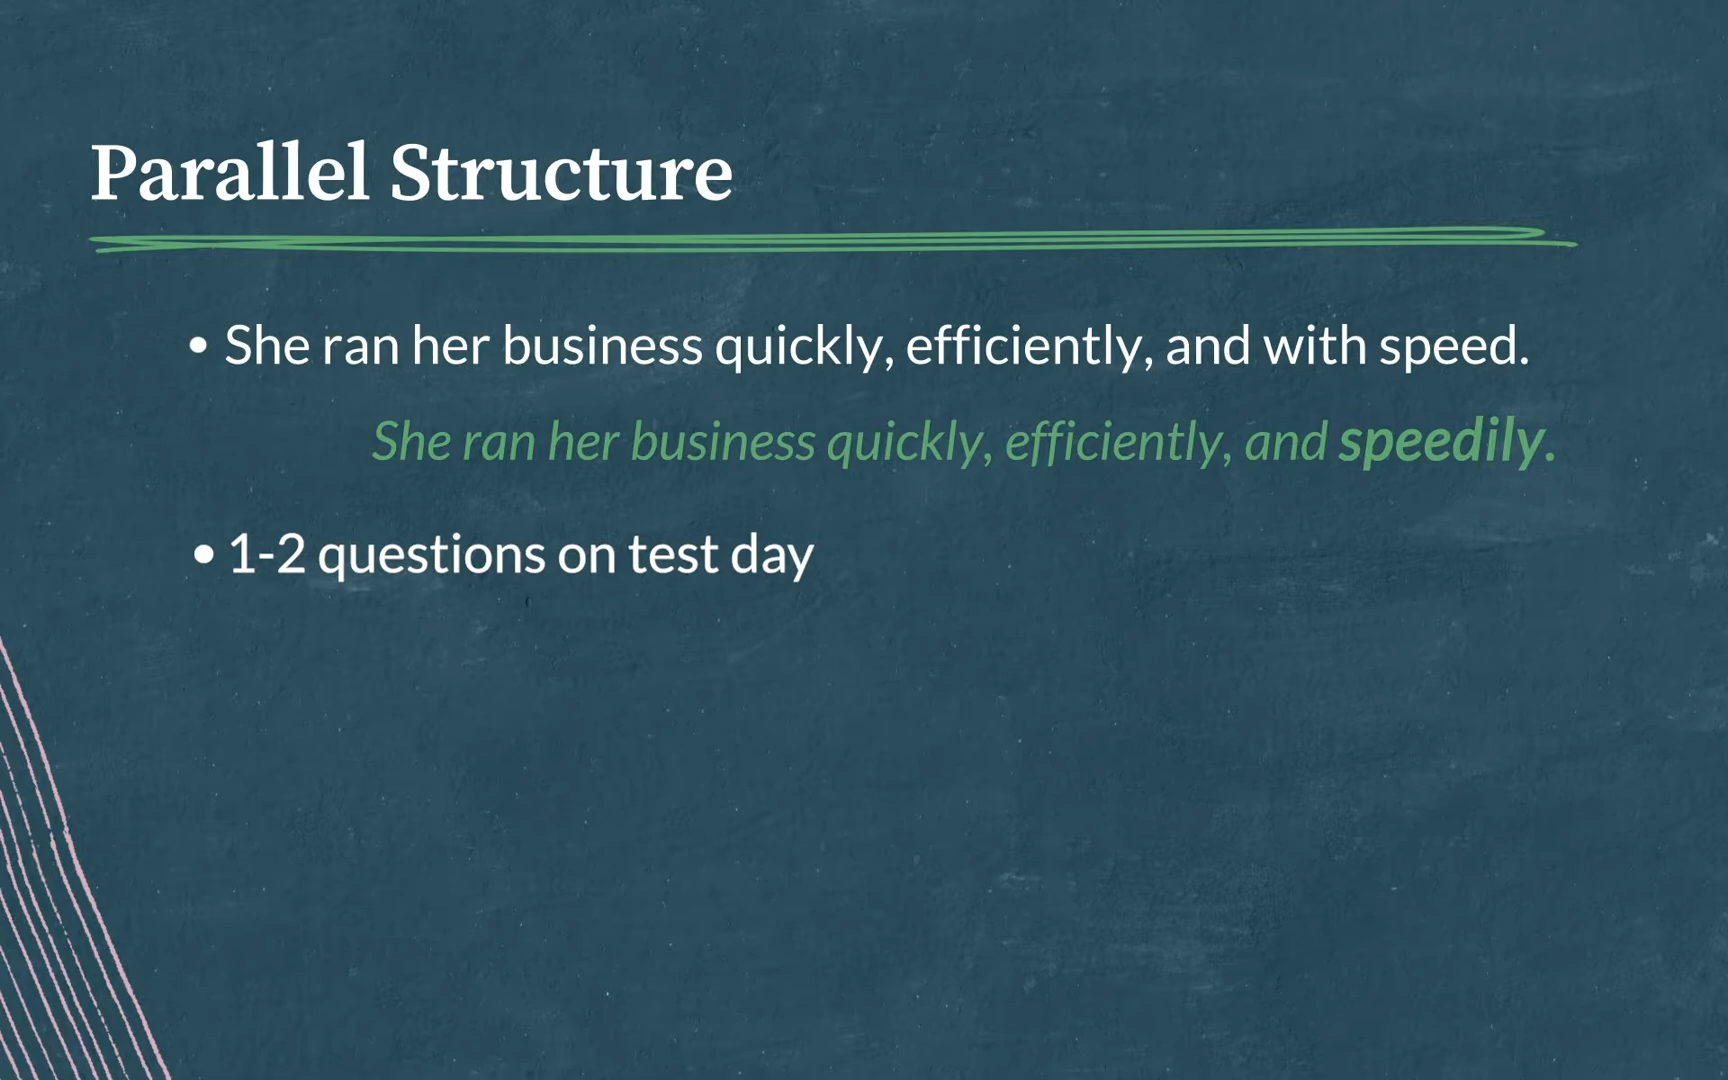 Parallel Structure
• She ran her business quickly, efficiently, and with speed.
She ran her business quickly, efficiently, and speedily.
• 1-2 questions on test day